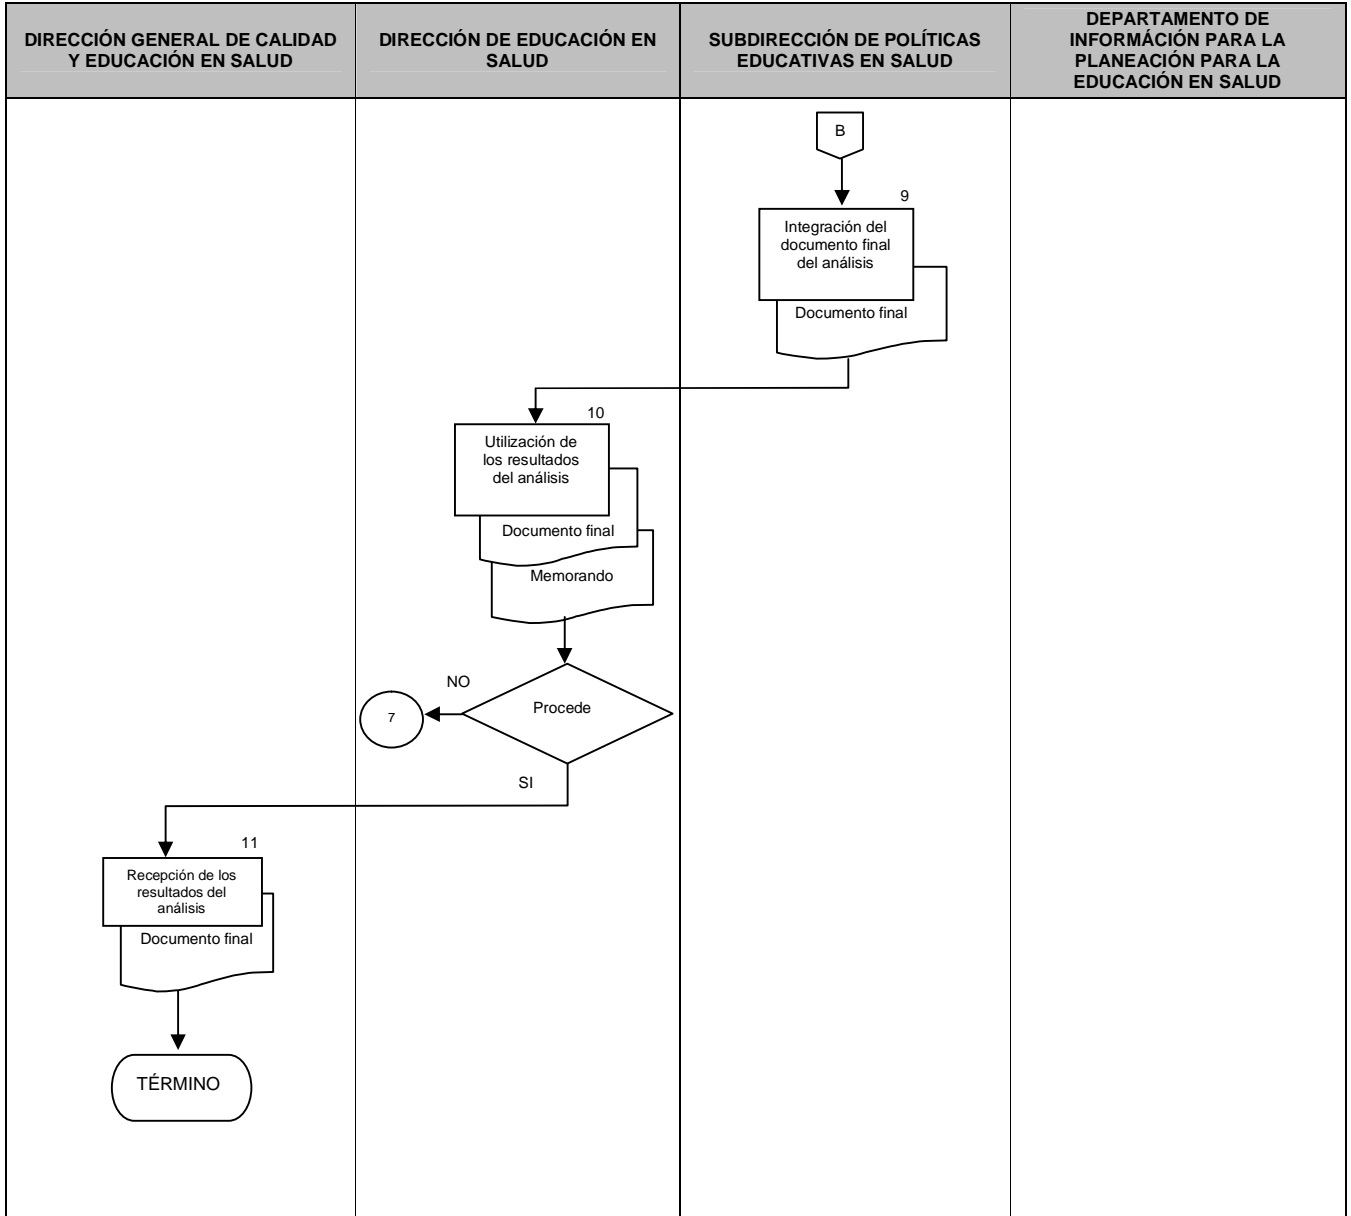 DIRECCIÓN GENERAL DE CALIDAD
Y EDUCACIÓN EN SALUD
DIRECCIÓN DE EDUCACIÓN EN
SALUD
SUBDIRECCIÓN DE POLÍTICAS
EDUCATIVAS EN SALUD
DEPARTAMENTO DE
INFORMÁCIÓN PARA LA
PLANEACIÓN PARA LA
EDUCACIÓN EN SALUD
B
9
Integración del
documento final
del análisis
Documento final
10
Utilización de
los resultados
del análisis
Documento final
Memorando
NO
7
Procede
SI
11
Recepción de los
resultados del
análisis
Documento final
TÉRMINO